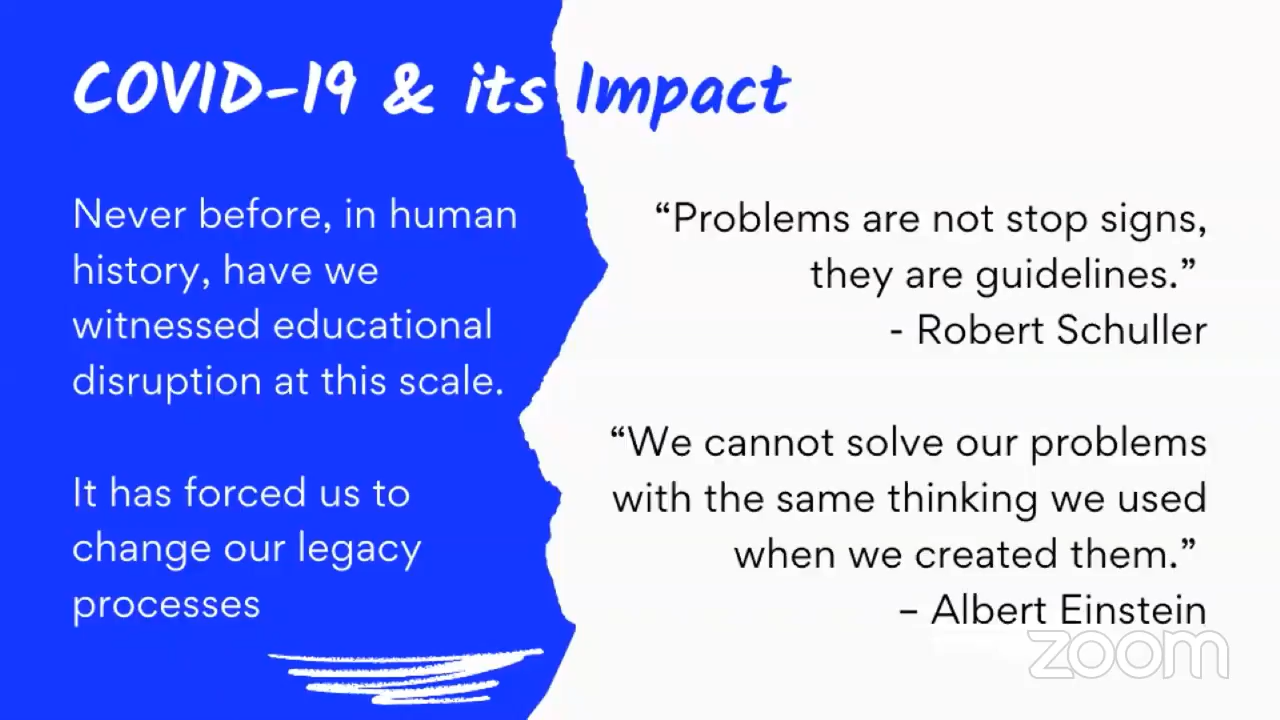 COVID-19 & its Impact
Never before, in human
history, have we
witnessed educational
disruption at this scale.
It has forced us to
change our legacy
processes
“Problems are not stop signs,
they are guidelines.”
- Robert Schuller
“We cannot solve our problems
with the same thinking we used
when we created them.”
– Albert Einstein
zoom